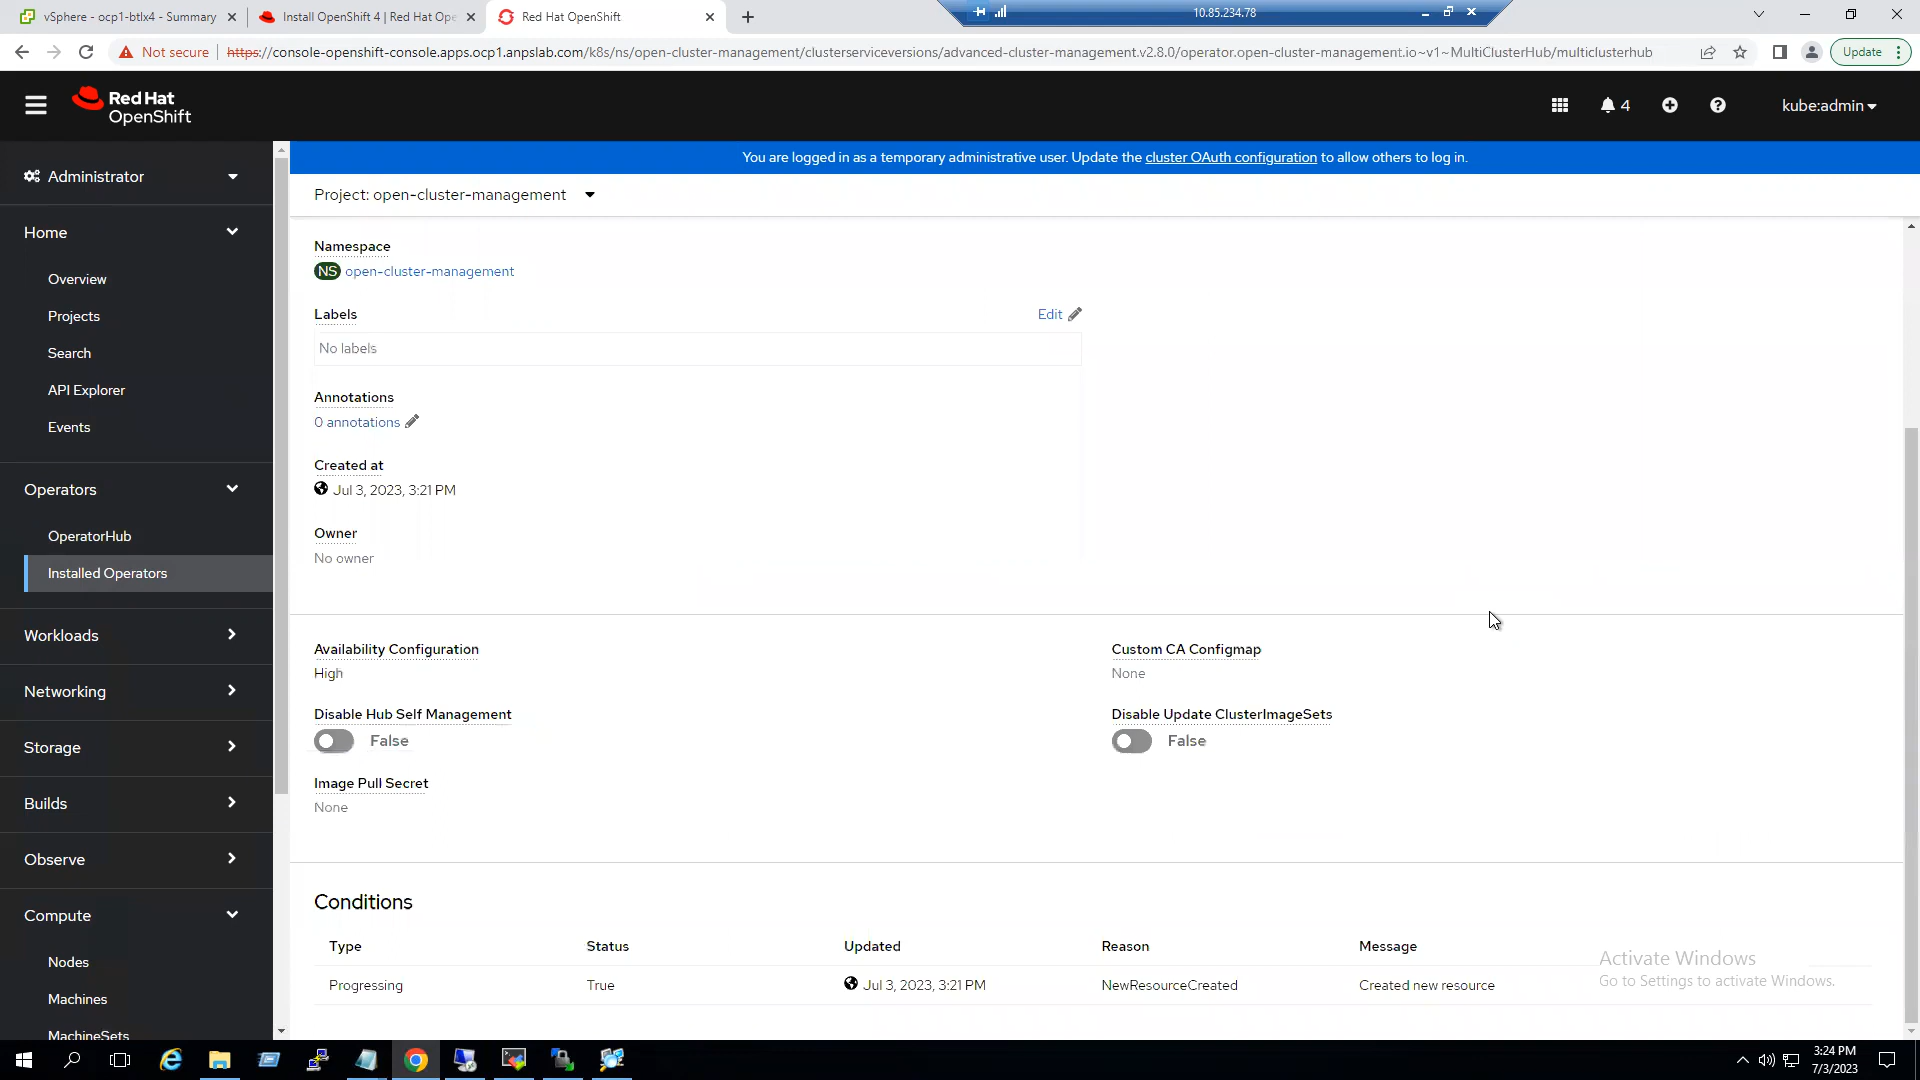 vSphere - ocp1-btlx4 - Summary
Install OpenShift 4 | Red Hat Ope
Red Hat OpenShift
10.85.234.78
Not secure
https://console-openshift-console.apps.ocp1.anpslab.com/k8s/ns/open-cluster-management/clusterserviceversions/advanced-cluster-management.v2.8.0/operator.open-cluster-management.io~v1~MultiClusterHub/multiclusterhub
Update
Red Hat
OpenShift
4
kube:admin
You are logged in as a temporary administrative user. Update the cluster OAuth configuration to allow others to log in.
Administrator
Home
Overview
Projects
Search
API Explorer
Events
Operators
OperatorHub
Installed Operators
Workloads
Networking
Storage
Builds
Observe
Compute
Nodes
Machines
MachineSets
Project: open-cluster-management
Namespace
NS open-cluster-management
Labels
Edit
No labels
Annotations
0 annotations
Created at
Jul 3, 2023, 3:21 PM
Owner
No owner
Availability Configuration
High
Custom CA Configmap
None
Disable Hub Self Management
False
Disable Update ClusterImageSets
False
Image Pull Secret
None
Conditions
Type Status Updated Reason Message
Progressing True Jul 3, 2023, 3:21 PM NewResourceCreated Created new resource
Activate Windows
Go to Settings to activate Windows.
3:24 PM
7/3/2023